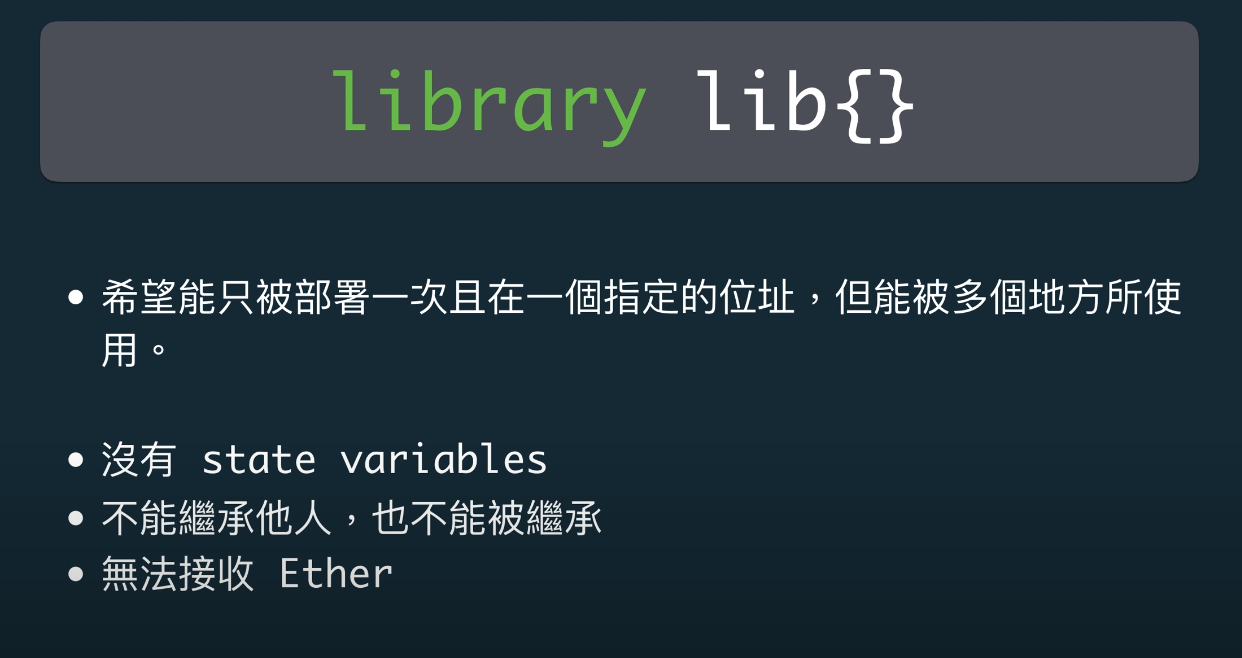 library lib{}
• 希望能只被部署一次且在一個指定的位址，但能被多個地方所使
用。
• 沒有 state variables
• 不能繼承他人，也不能被繼承
• 無法接收 Ether